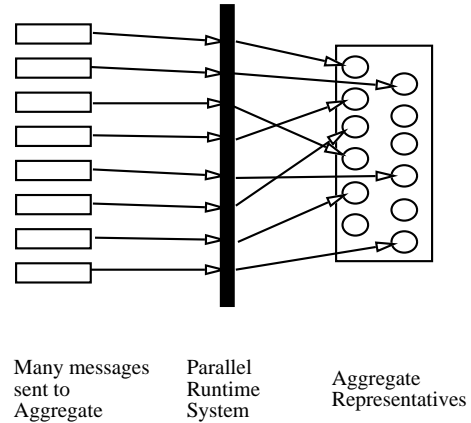 Many messages
sent to
Aggregate
Parallel
Runtime
System
Aggregate
Representatives